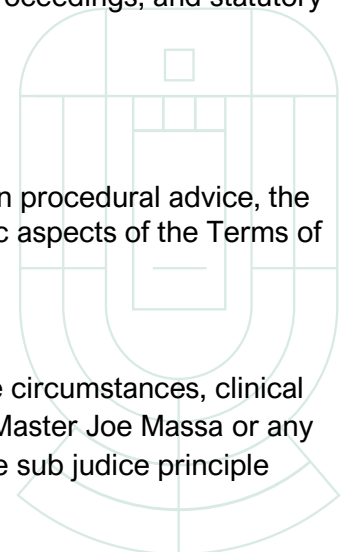 proceedings, and statutory
n procedural advice, the
c aspects of the Terms of
e circumstances, clinical
Master Joe Massa or any
e sub judice principle